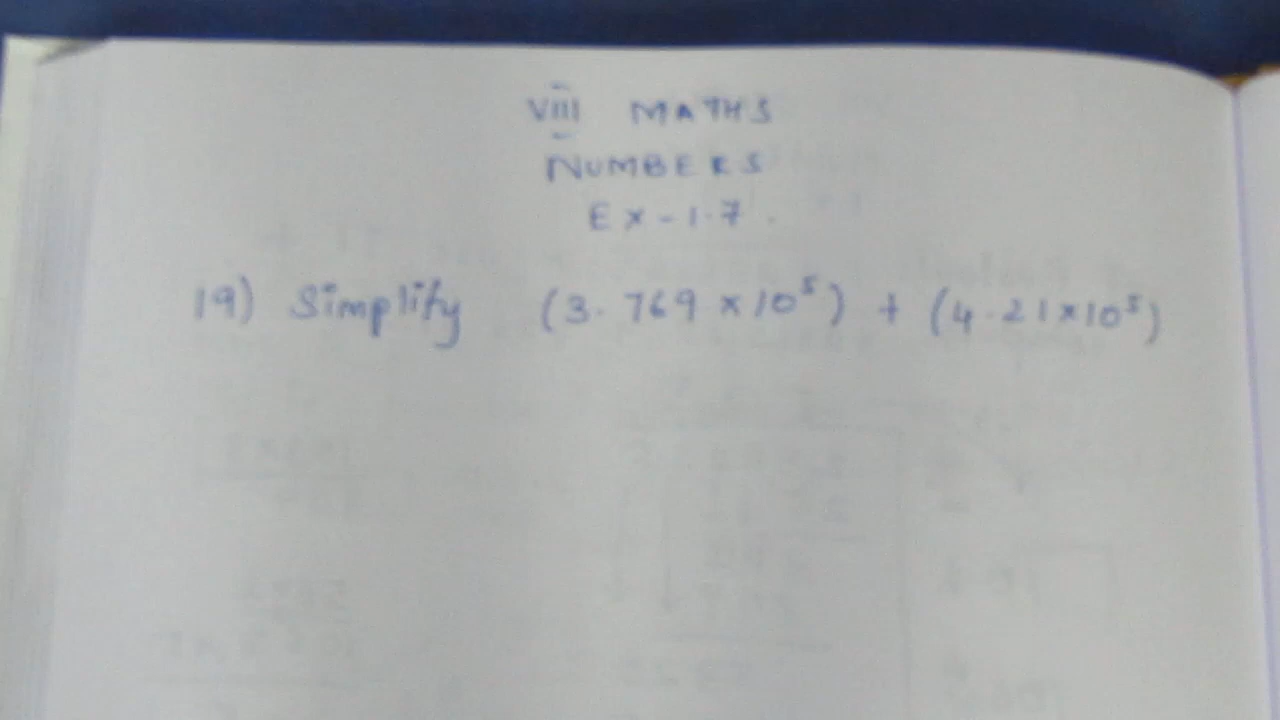 VIII MATHS
NUMBERS
EX-1.7.
19) Simplify (3.769 × 10⁵) + (4.21×10⁵)